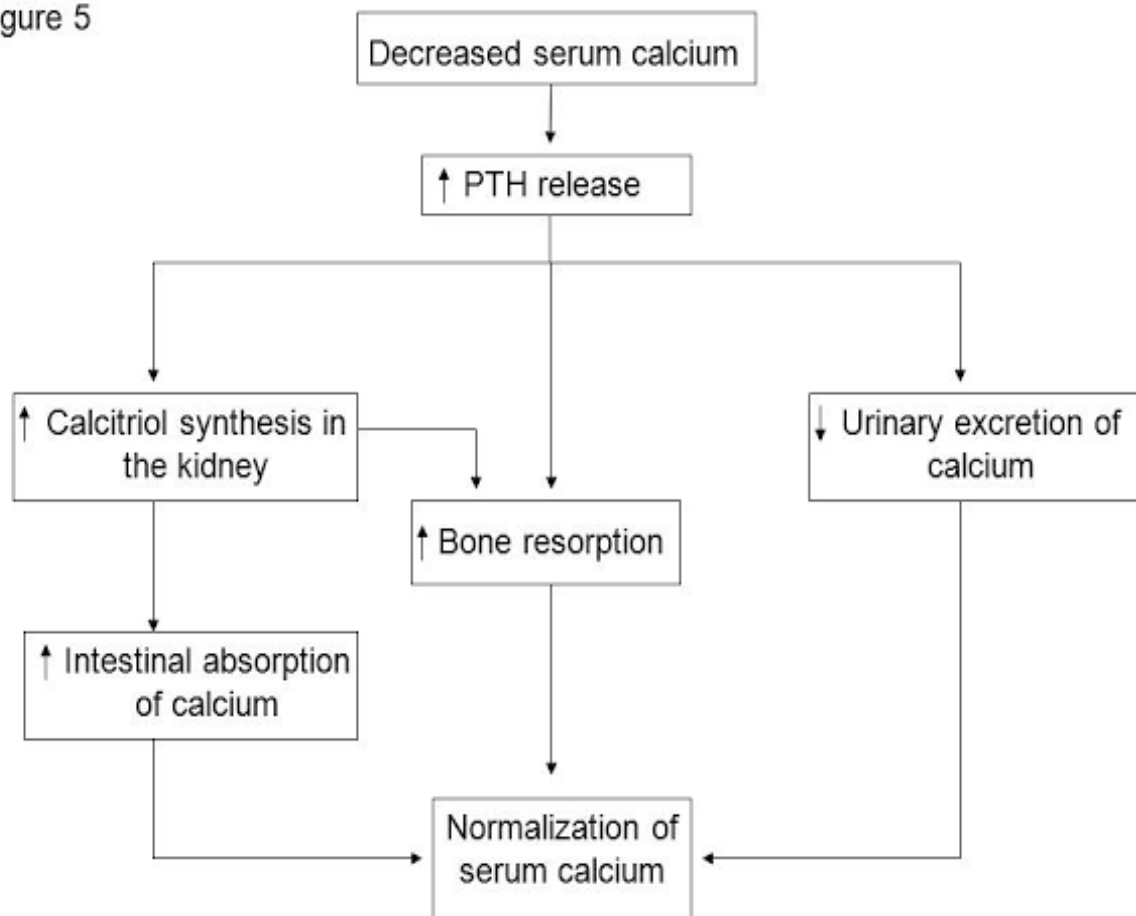 gure 5
Decreased serum calcium
↑ PTH release
↑ Calcitriol synthesis in
the kidney
↓ Urinary excretion of
calcium
↑ Bone resorption
↑ Intestinal absorption
of calcium
Normalization of
serum calcium